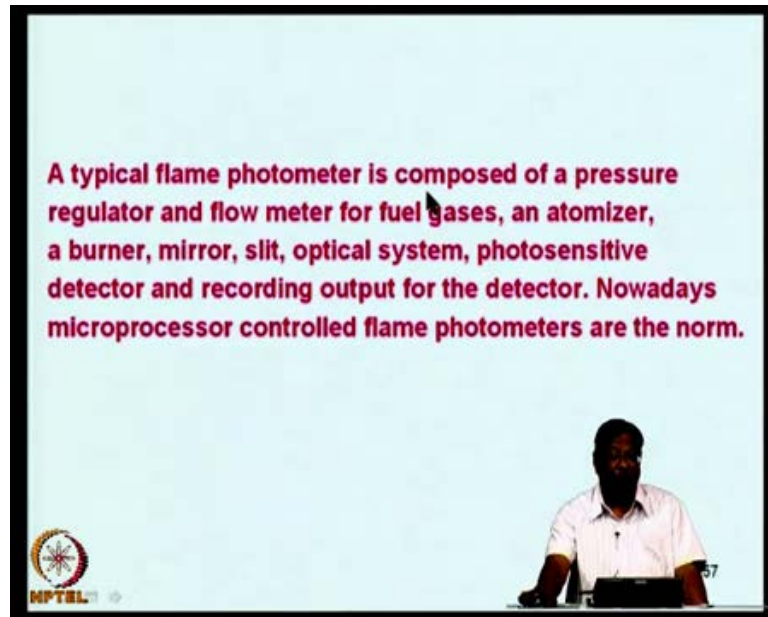 A typical flame photometer is composed of a pressure
regulator and flow meter for fuel gases, an atomizer,
a burner, mirror, slit, optical system, photosensitive
detector and recording output for the detector. Nowadays
microprocessor controlled flame photometers are the norm.
57
NPTEL